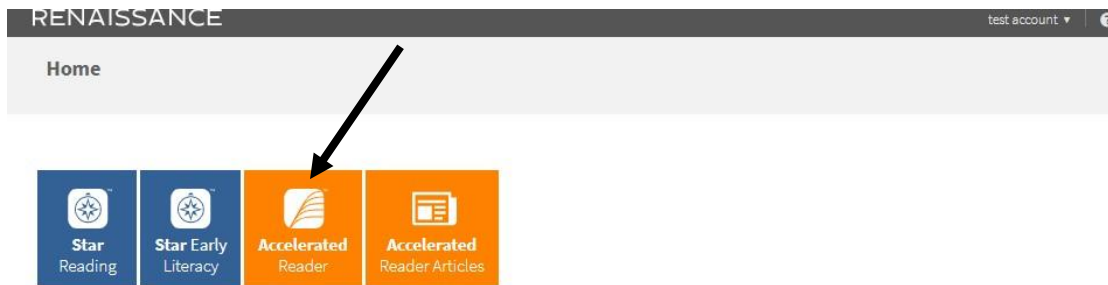 RENAISSANCE
test account
Home
Star
Reading
Star Early
Literacy
Accelerated
Reader
Accelerated
Reader Articles